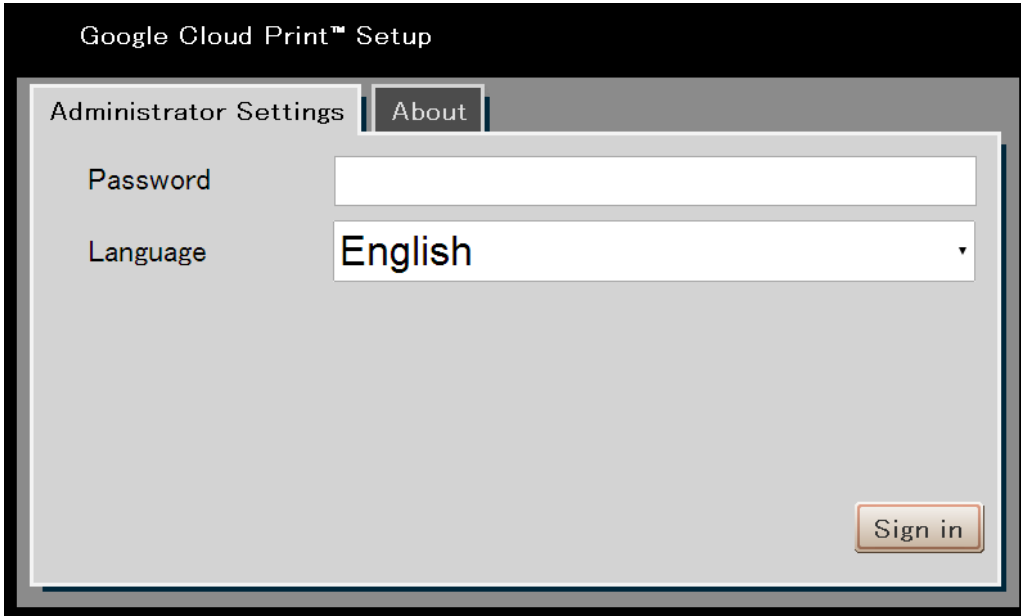 Google Cloud Print™ Setup
Administrator Settings About
Password
Language English
Sign in